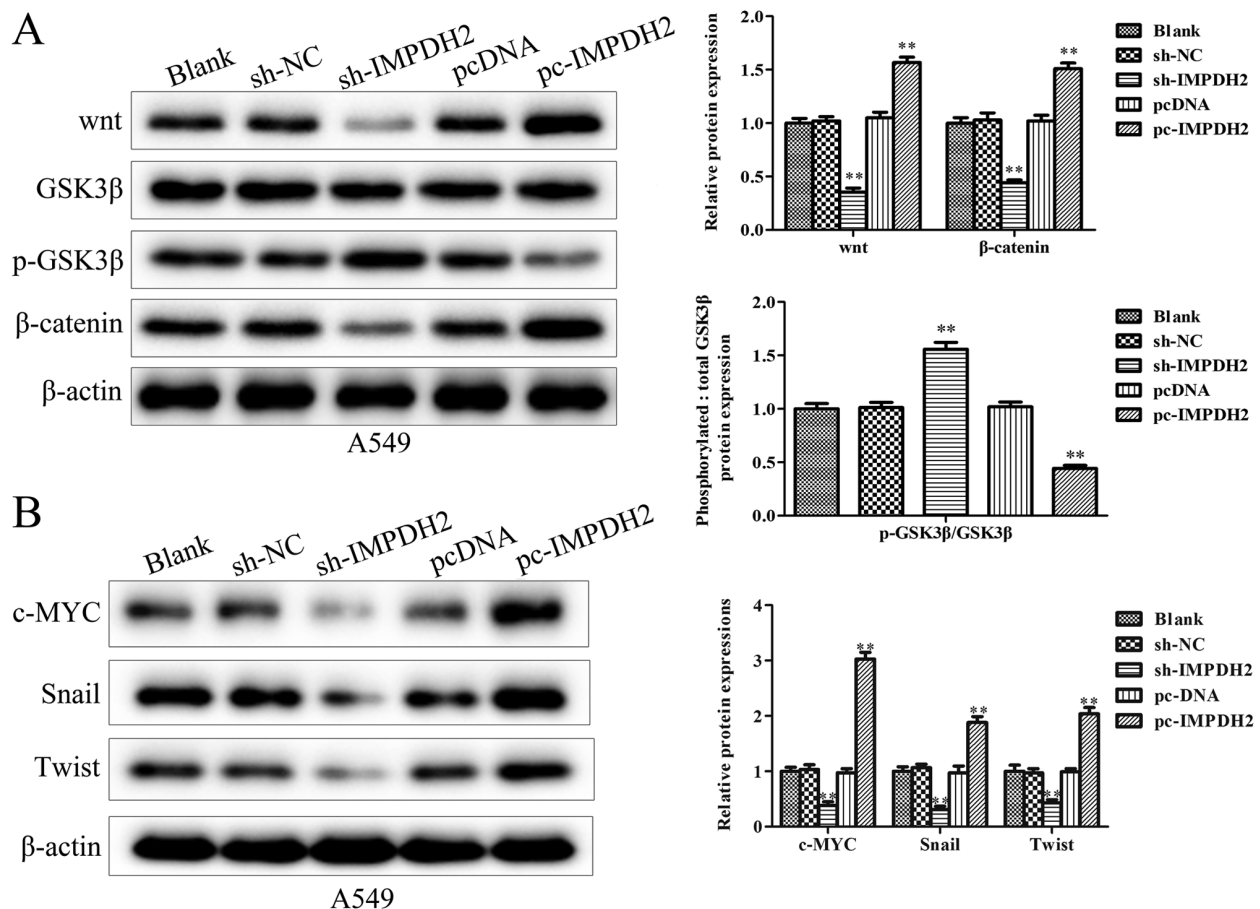 A
Blank
sh-NC
sh-IMPDH2
pcDNA
pc-IMPDH2
wnt
GSK3β
p-GSK3β
β-catenin
β-actin
A549
Relative protein expression
2.0
1.5
1.0
0.5
0.0
**
**
**
**
wnt
β-catenin
Blank
sh-NC
sh-IMPDH2
pcDNA
pc-IMPDH2
Phosphorylated : total GSK3β
protein expression
2.0
1.5
1.0
0.5
0.0
**
**
p-GSK3β/GSK3β
Blank
sh-NC
sh-IMPDH2
pcDNA
pc-IMPDH2
B
Blank
sh-NC
sh-IMPDH2
pcDNA
pc-IMPDH2
c-MYC
Snail
Twist
β-actin
A549
Relative protein expressions
4
3
2
1
0
**
**
**
**
**
**
c-MYC
Snail
Twist
Blank
sh-NC
sh-IMPDH2
pc-DNA
pc-IMPDH2